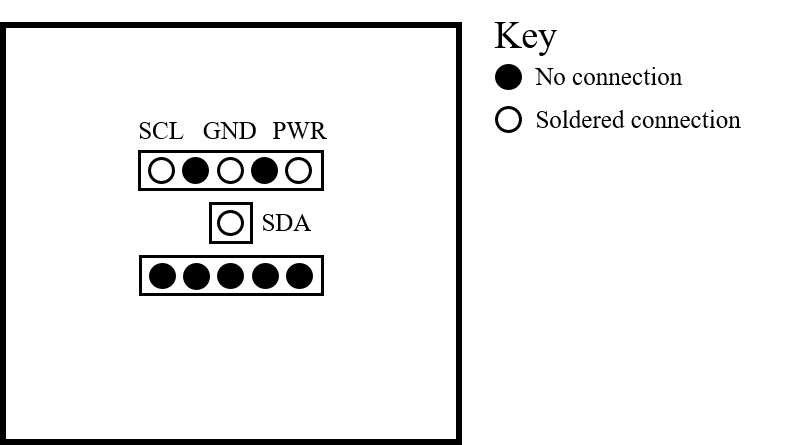 Key
No connection
Soldered connection
SCL GND PWR
SDA